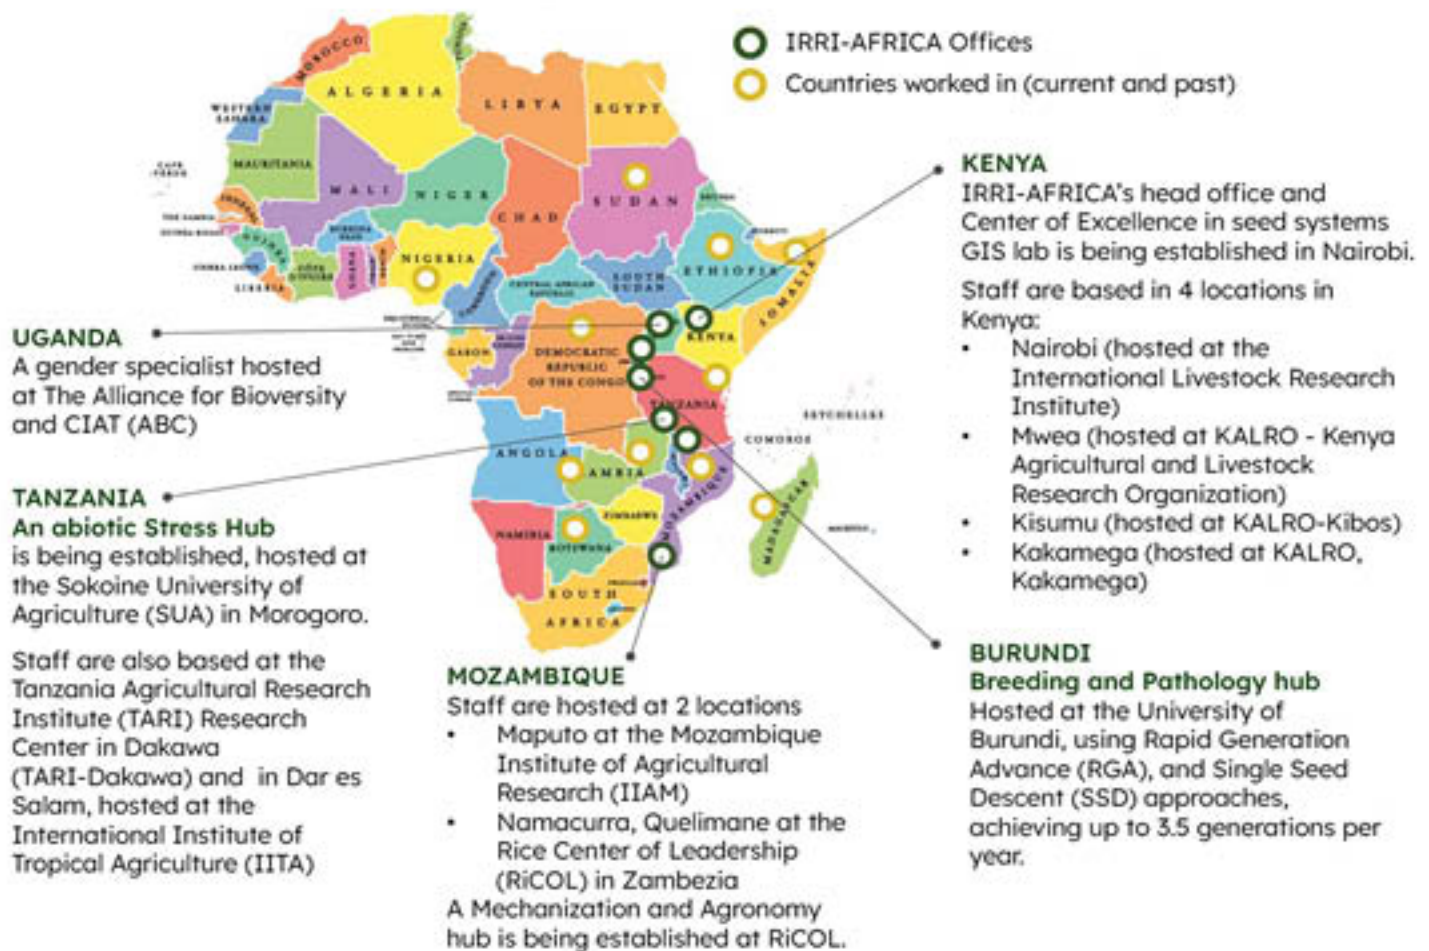 IRRI-AFRICA Offices
Countries worked in (current and past)
MOROCCO
ALGERIA
LIBYA
EGYPT
WESTERN
SAHARA
MAURITANIA
MALI
NIGER
CHAD
SUDAN
NIGERIA
ETHIOPIA
SOMALIA
SOUTH
SUDAN
CENTRAL AFRICAN
REPUBLIC
GUINEA
LIBERIA
GHANA
GABON
DEMOCRATIC
REPUBLIC
OF THE CONGO
KENYA
TANZANIA
SEYCHELLES
COMOROS
ANGOLA
AMBIA
MOZAMBIQUE
ZIMBABWE
NAMIBIA
BOTSWANA
MADAGASCAR
SOUTH
AFRICA
KENYA
IRRI-AFRICA's head office and
Center of Excellence in seed systems
GIS lab is being established in Nairobi.
Staff are based in 4 locations in
Kenya:
• Nairobi (hosted at the
International Livestock Research
Institute)
• Mwea (hosted at KALRO - Kenya
Agricultural and Livestock
Research Organization)
• Kisumu (hosted at KALRO-Kibos)
• Kakamega (hosted at KALRO,
Kakamega)
UGANDA
A gender specialist hosted
at The Alliance for Bioversity
and CIAT (ABC)
TANZANIA
An abiotic Stress Hub
is being established, hosted at
the Sokoine University of
Agriculture (SUA) in Morogoro.
Staff are also based at the
Tanzania Agricultural Research
Institute (TARI) Research
Center in Dakawa
(TARI-Dakawa) and in Dar es
Salam, hosted at the
International Institute of
Tropical Agriculture (IITA)
MOZAMBIQUE
Staff are hosted at 2 locations
• Maputo at the Mozambique
Institute of Agricultural
Research (IIAM)
• Namacurra, Quelimane at the
Rice Center of Leadership
(RiCOL) in Zambezia
A Mechanization and Agronomy
hub is being established at RiCOL.
BURUNDI
Breeding and Pathology hub
Hosted at the University of
Burundi, using Rapid Generation
Advance (RGA), and Single Seed
Descent (SSD) approaches,
achieving up to 3.5 generations per
year.